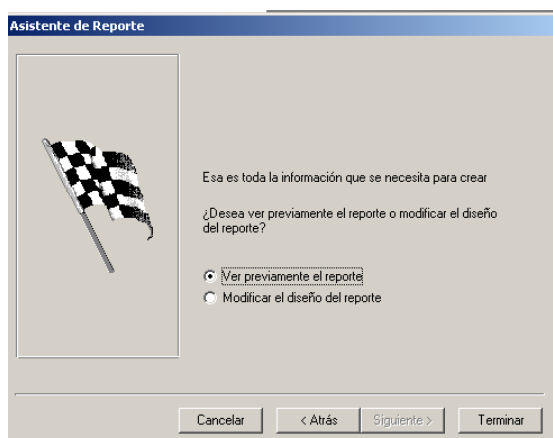 Asistente de Reporte
Esa es toda la información que se necesita para crear
¿Desea ver previamente el reporte o modificar el diseño
del reporte?
Ver previamente el reporte
Modificar el diseño del reporte
Cancelar
< Atrás
Siguiente >
Terminar